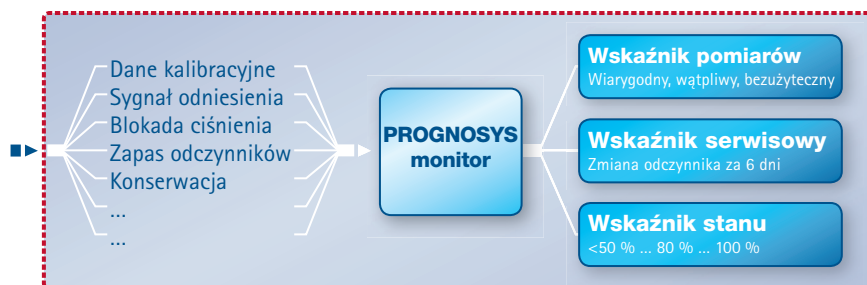 Dane kalibracyjne
Sygnał odniesienia
Blokada ciśnienia
Zapas odczynników
Konserwacja
...
...
PROGNOSYS
monitor
Wskaźnik pomiarów
Wiarygodny, wątpliwy, bezużyteczny
Wskaźnik serwisowy
Zmiana odczynnika za 6 dni
Wskaźnik stanu
<50 % ... 80 % ... 100 %